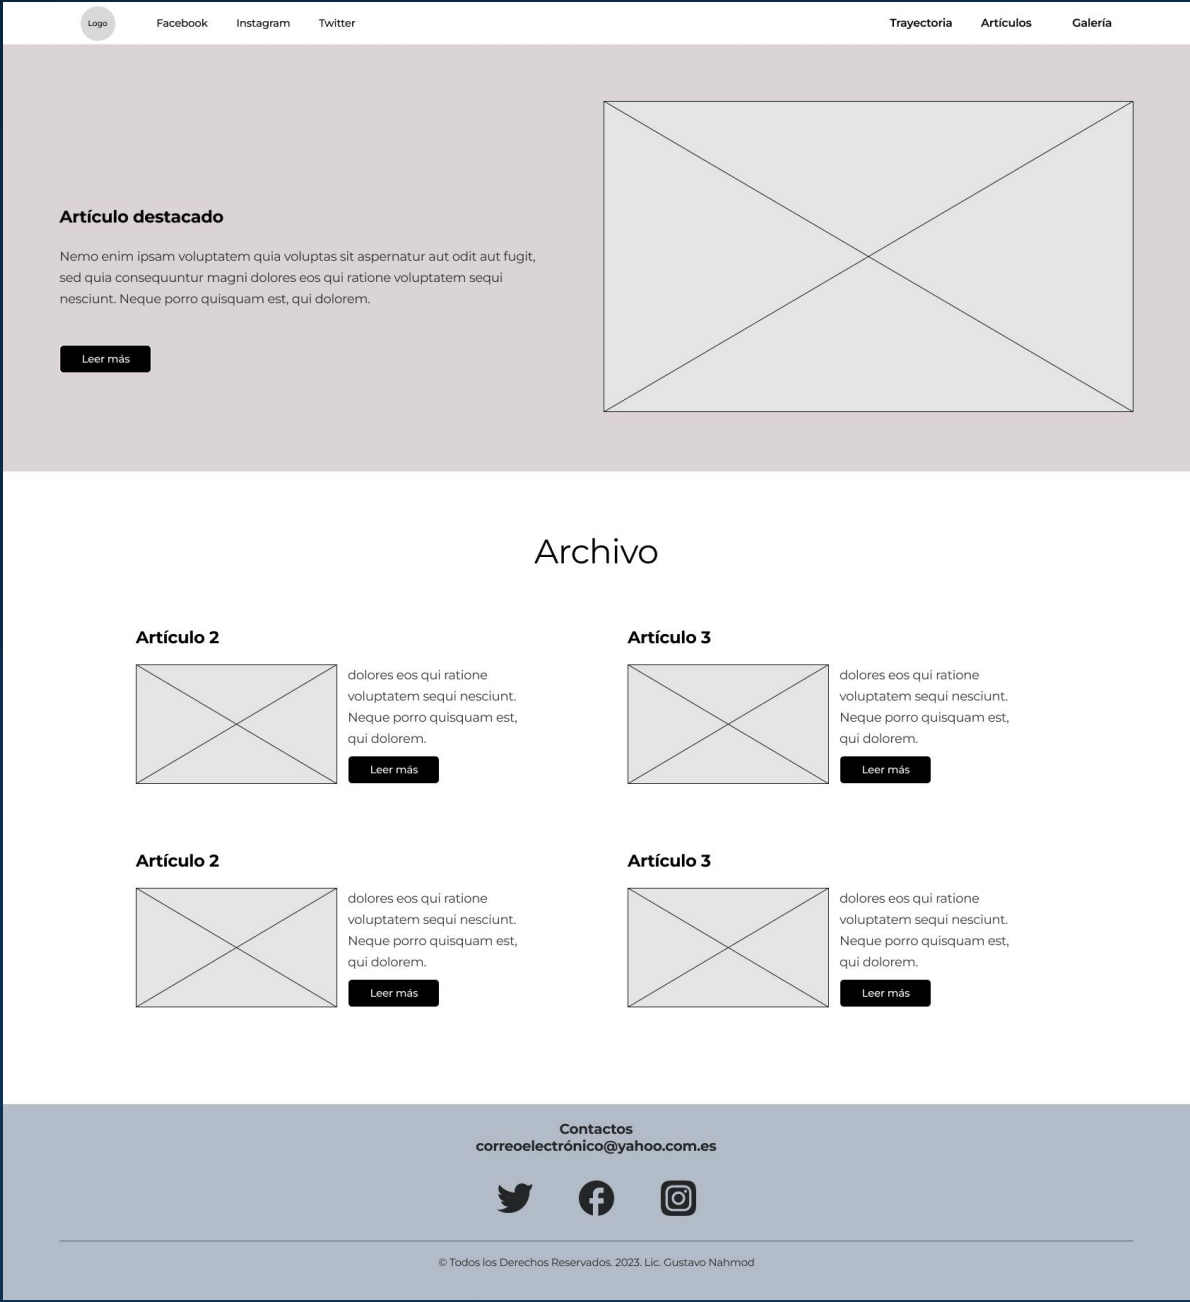 Logo
Facebook Instagram Twitter
Trayectoria Artículos Galería
Artículo destacado
Nemo enim ipsam voluptatem quia voluptas sit aspernatur aut odit aut fugit,
sed quia consequuntur magni dolores eos qui ratione voluptatem sequi
nesciunt. Neque porro quisquam est, qui dolorem.
Leer más
Archivo
Artículo 2
dolores eos qui ratione
voluptatem sequi nesciunt.
Neque porro quisquam est,
qui dolorem.
Leer más
Artículo 3
dolores eos qui ratione
voluptatem sequi nesciunt.
Neque porro quisquam est,
qui dolorem.
Leer más
Artículo 2
dolores eos qui ratione
voluptatem sequi nesciunt.
Neque porro quisquam est,
qui dolorem.
Leer más
Artículo 3
dolores eos qui ratione
voluptatem sequi nesciunt.
Neque porro quisquam est,
qui dolorem.
Leer más
Contactos
correoelectrónico@yahoo.com.es
© Todos los Derechos Reservados. 2023. Lic. Gustavo Nahmod